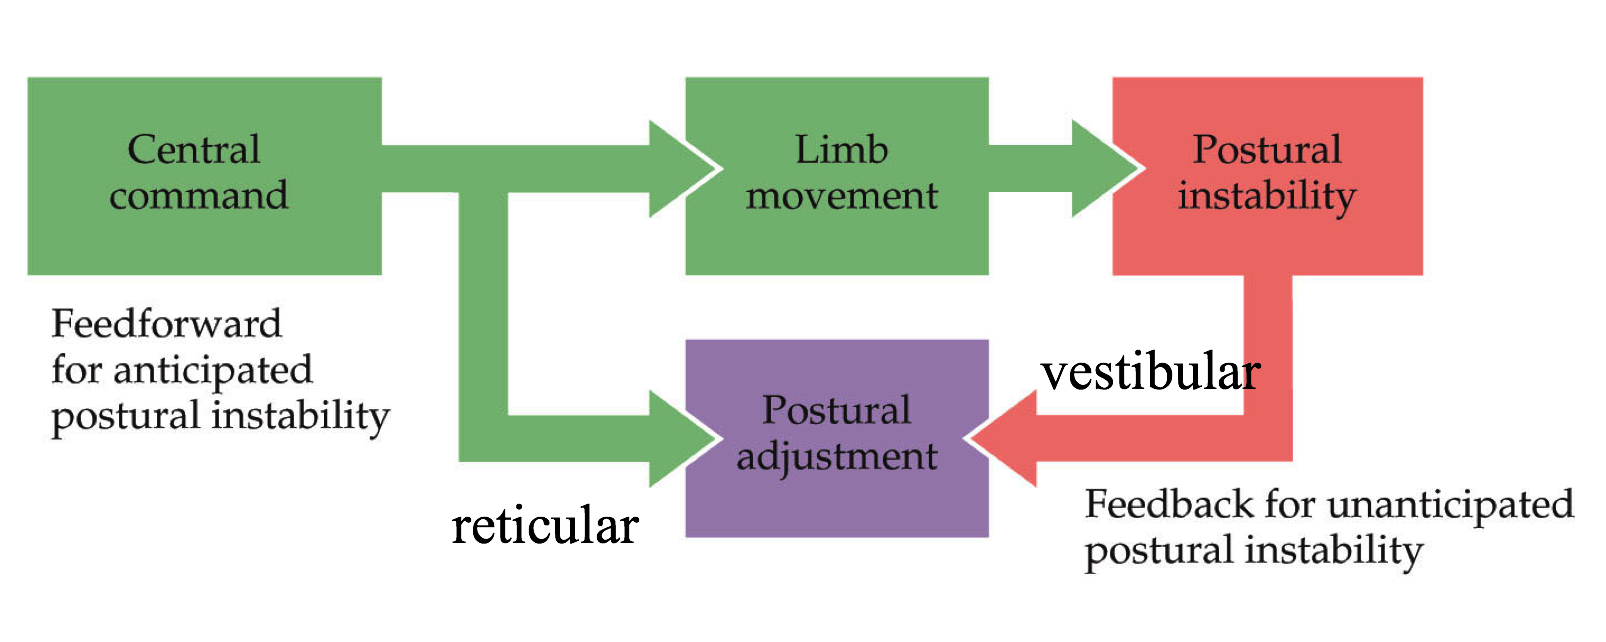 Central
command
Limb
movement
Postural
instability
Feedforward
for anticipated
postural instability
Postural
adjustment
vestibular
reticular
Feedback for unanticipated
postural instability